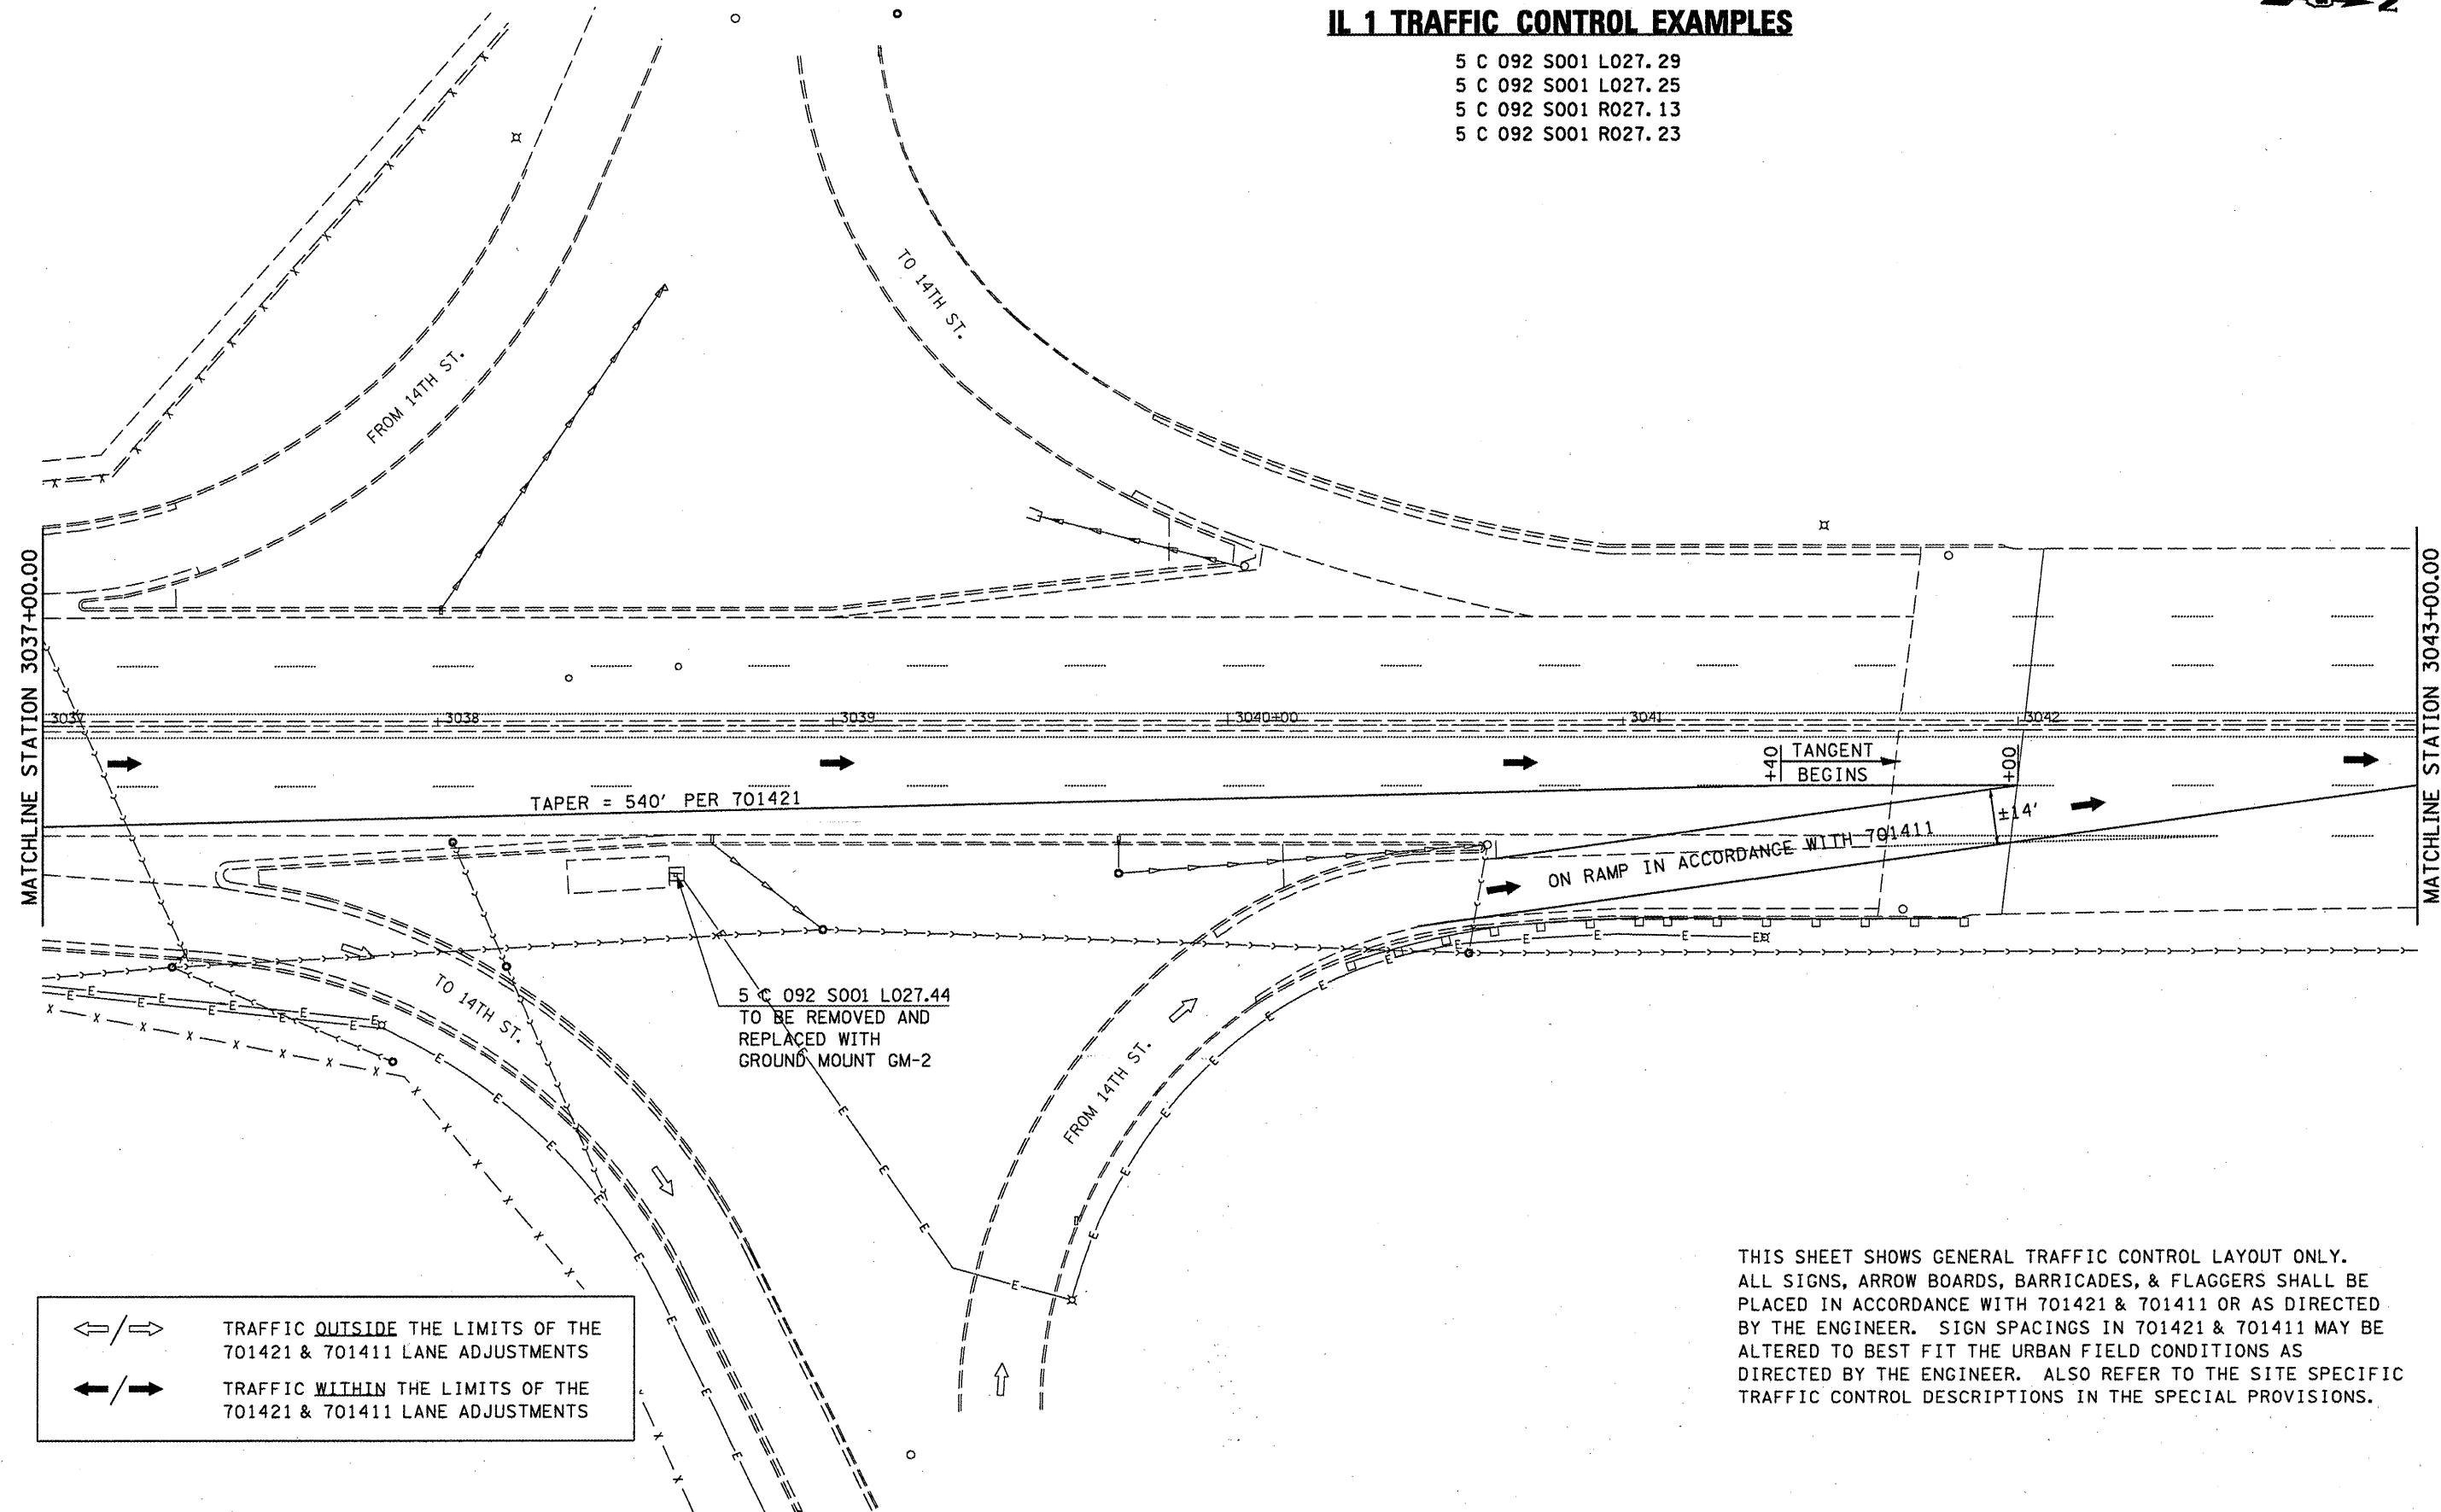 IL 1 TRAFFIC CONTROL EXAMPLES
5 C 092 S001 L027.29
5 C 092 S001 L027.25
5 C 092 S001 R027.13
5 C 092 S001 R027.23
N
TO 14TH ST.
FROM 14TH ST.
MATCHLINE STATION 3037+00.00
MATCHLINE STATION 3043+00.00
3037
3038
3039
3040+00
3041
3042
+40
TANGENT
BEGINS
+00
TAPER = 540' PER 701421
±14'
ON RAMP IN ACCORDANCE WITH 701411
TO 14TH ST.
5 C 092 S001 L027.44
TO BE REMOVED AND
REPLACED WITH
GROUND MOUNT GM-2
FROM 14TH ST.
TRAFFIC OUTSIDE THE LIMITS OF THE
701421 & 701411 LANE ADJUSTMENTS
TRAFFIC WITHIN THE LIMITS OF THE
701421 & 701411 LANE ADJUSTMENTS
THIS SHEET SHOWS GENERAL TRAFFIC CONTROL LAYOUT ONLY.
ALL SIGNS, ARROW BOARDS, BARRICADES, & FLAGGERS SHALL BE
PLACED IN ACCORDANCE WITH 701421 & 701411 OR AS DIRECTED
BY THE ENGINEER. SIGN SPACINGS IN 701421 & 701411 MAY BE
ALTERED TO BEST FIT THE URBAN FIELD CONDITIONS AS
DIRECTED BY THE ENGINEER. ALSO REFER TO THE SITE SPECIFIC
TRAFFIC CONTROL DESCRIPTIONS IN THE SPECIAL PROVISIONS.